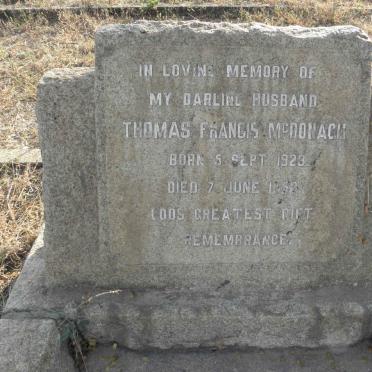 IN LOVING MEMORY OF
MY DARLING HUSBAND
THOMAS FRANCIS McDONAGH
BORN 5 SEPT 1929
DIED 7 JUNE
GODS GREATEST GIFT
REMEMBRANCE